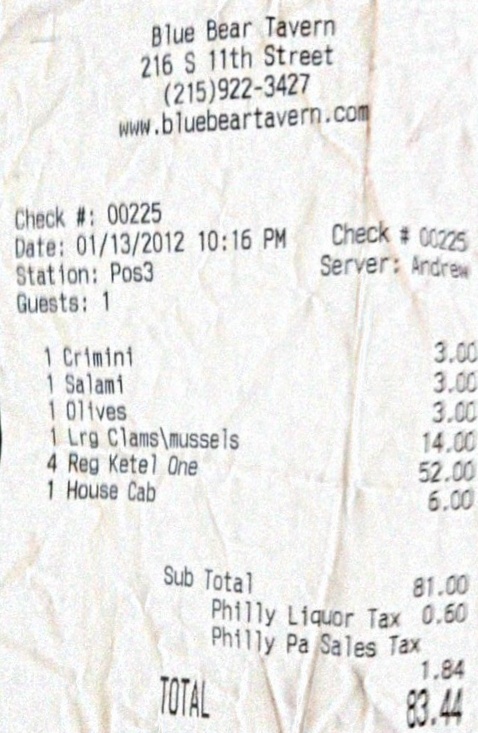 Blue Bear Tavern
216 S 11th Street
(215)922-3427
www.bluebeartavern.com
Check #: 00225
Date: 01/13/2012 10:16 PM Check # 00225
Station: Pos3 Server: Andrew
Guests: 1
1 Crimini 3.00
1 Salami 3.00
1 Olives 3.00
1 Lrg Clams\mussels 14.00
4 Reg Ketel One 52.00
1 House Cab 6.00
Sub Total 81.00
Philly Liquor Tax 0.60
Philly Pa Sales Tax
1.84
TOTAL 83.44